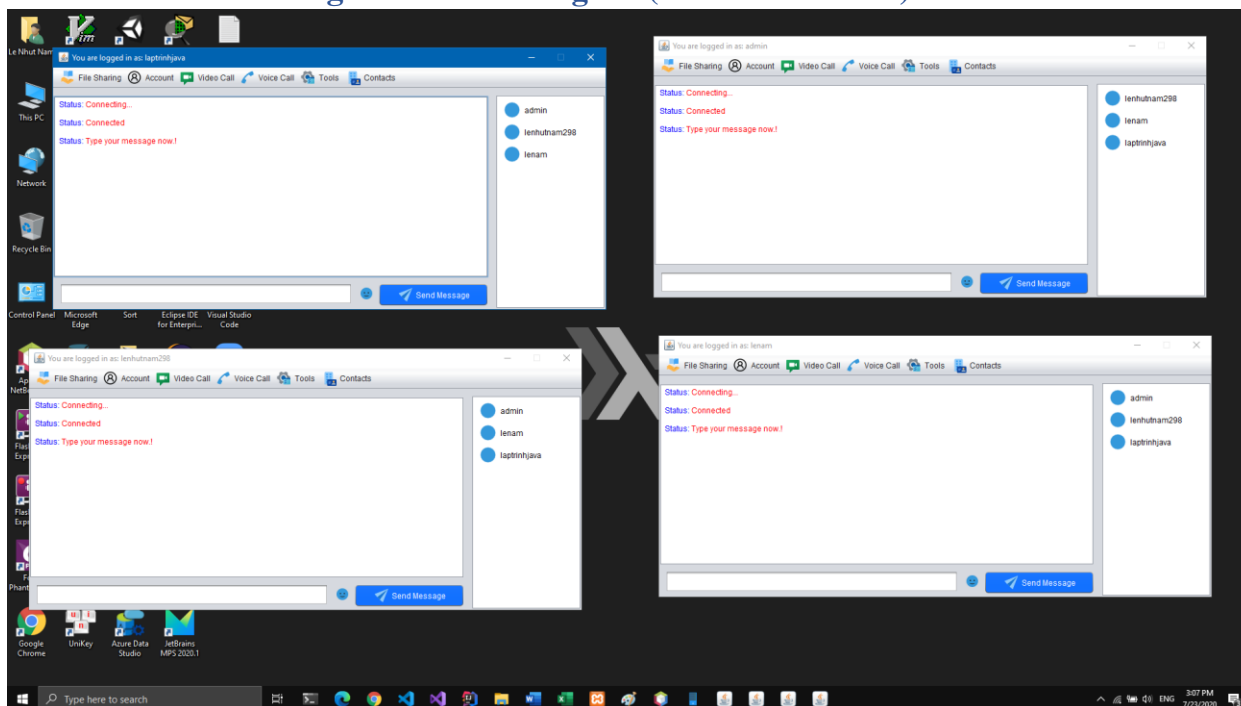 Le Nhut Nam
This PC
Network
Recycle Bin
Control Panel
Microsoft Edge
Sort
Eclipse IDE for Enterpri...
Visual Studio Code
You are logged in as: laptrinhjava
File Sharing Account Video Call Voice Call Tools Contacts
Status: Connecting...
Status: Connected
Status: Type your message now.!
admin
lenhutnam298
lenam
Send Message
You are logged in as: admin
File Sharing Account Video Call Voice Call Tools Contacts
Status: Connecting...
Status: Connected
Status: Type your message now.!
lenhutnam298
lenam
laptrinhjava
Send Message
You are logged in as: lenhutnam298
File Sharing Account Video Call Voice Call Tools Contacts
Status: Connecting...
Status: Connected
Status: Type your message now.!
admin
lenam
laptrinhjava
Send Message
You are logged in as: lenam
File Sharing Account Video Call Voice Call Tools Contacts
Status: Connecting...
Status: Connected
Status: Type your message now.!
admin
lenhutnam298
laptrinhjava
Send Message
Google Chrome
UniKey
Azure Data Studio
JetBrains MPS 2020.1
Type here to search
ENG
3:07 PM
7/23/2020